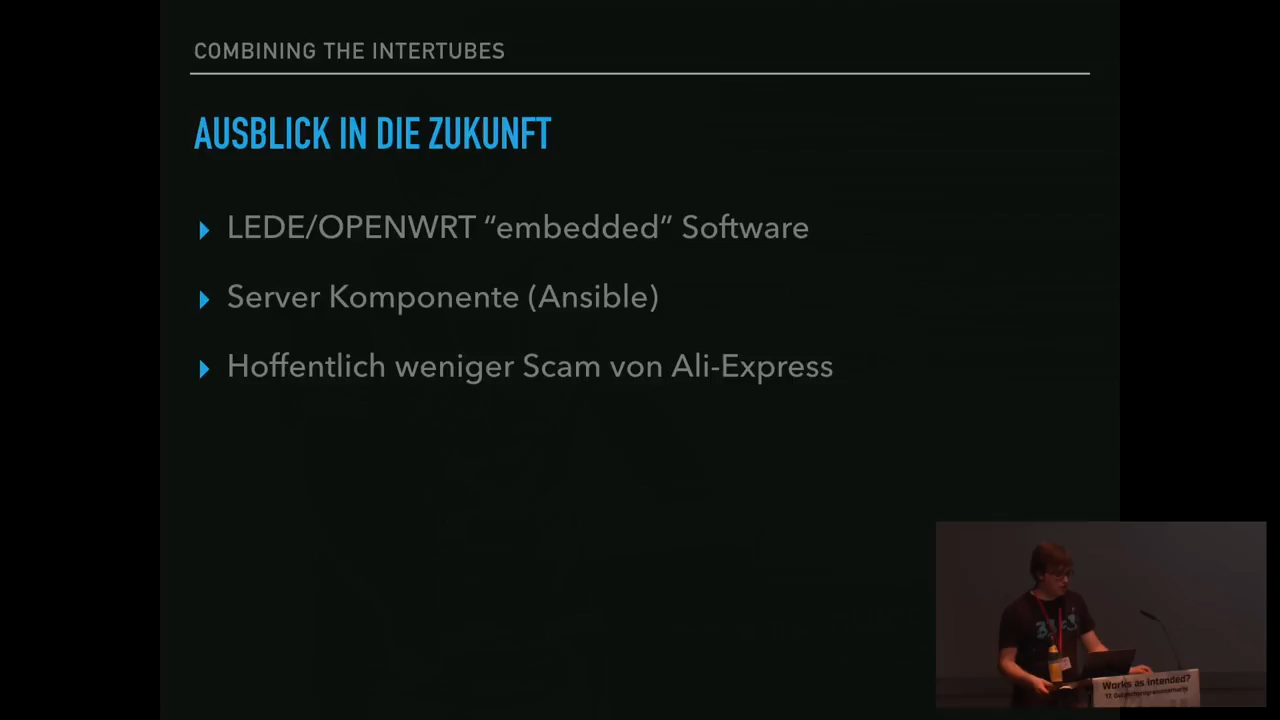 COMBINING THE INTERTUBES
AUSBLICK IN DIE ZUKUNFT
LEDE/OPENWRT “embedded” Software
Server Komponente (Ansible)
Hoffentlich weniger Scam von Ali-Express
Works as Intended?